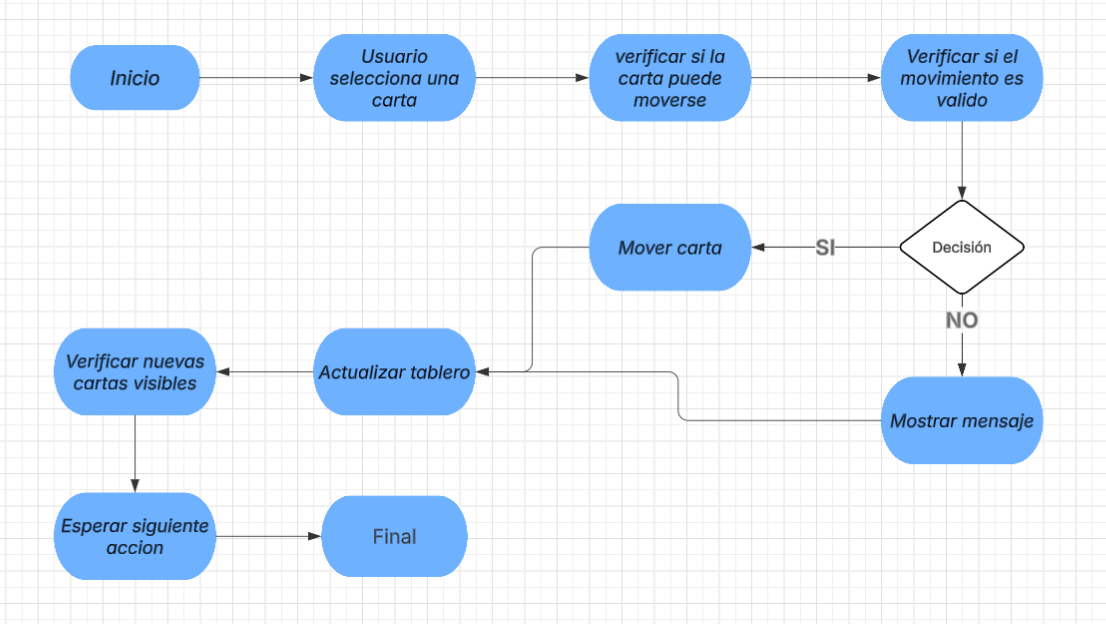 Inicio
Usuario
selecciona una
carta
verificar si la
carta puede
moverse
Verificar si el
movimiento es
valido
Decisión
SI
Mover carta
NO
Mostrar mensaje
Actualizar tablero
Verificar nuevas
cartas visibles
Esperar siguiente
accion
Final